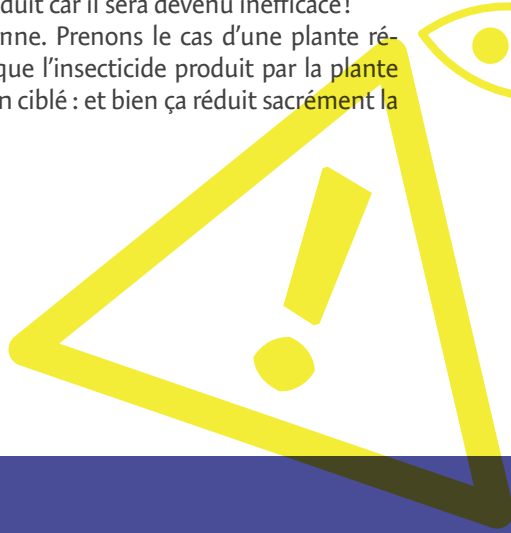 duit car il sera devenu inefficace !
nne. Prenons le cas d'une plante ré-
que l'insecticide produit par la plante
n ciblé : et bien ça réduit sacrément la